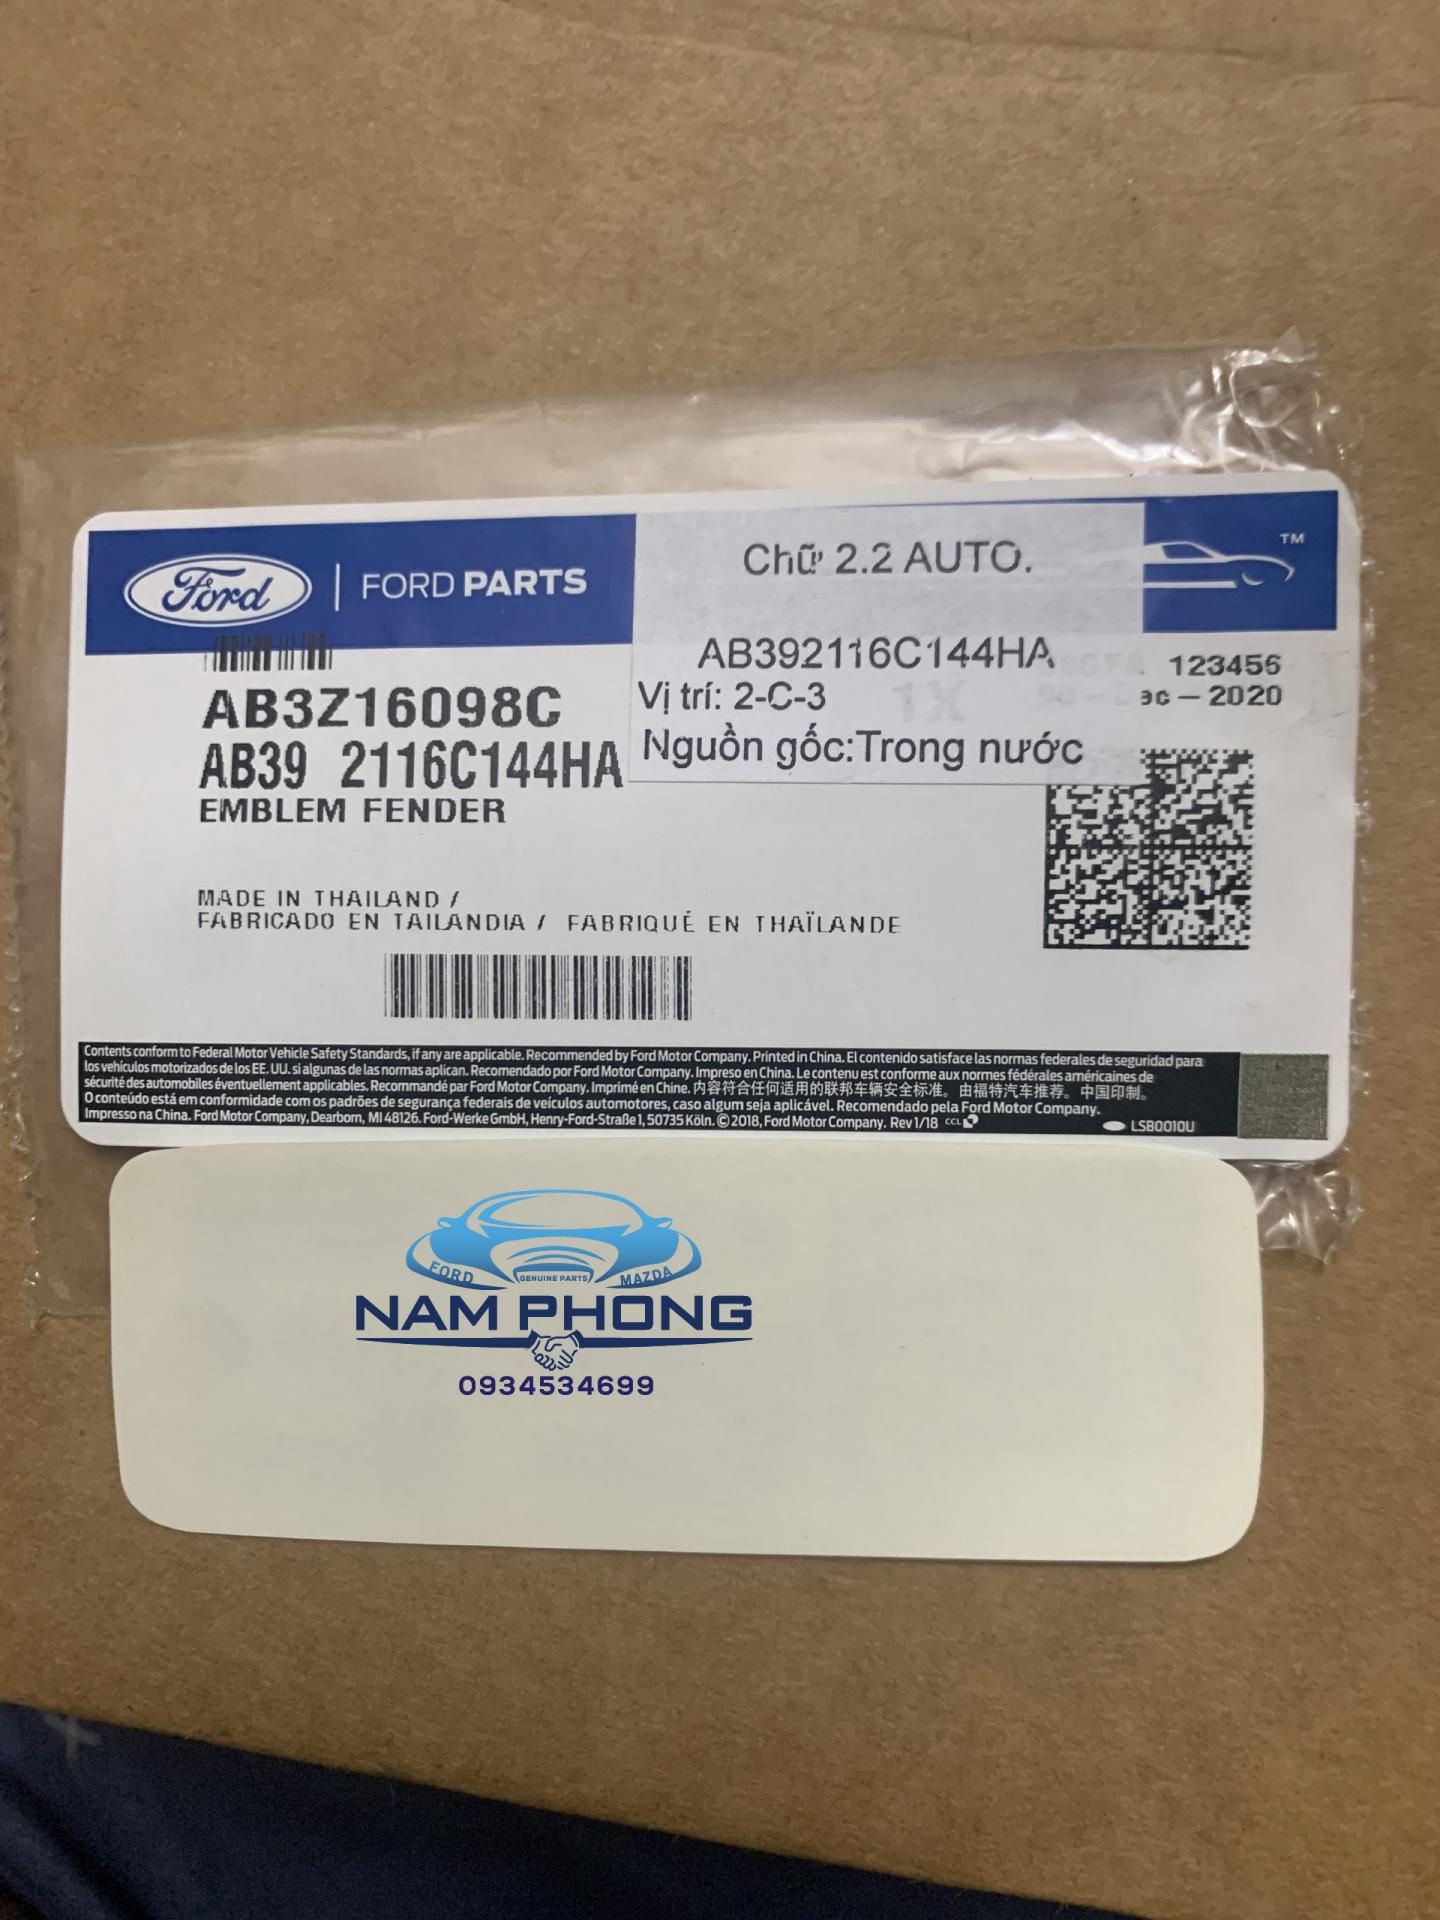 Ford | FORD PARTS
TM
Chữ 2.2 AUTO.
AB392116C144HA
Vị trí: 2-C-3
Nguồn gốc:Trong nước
123456
- 2020
1X
AB3Z16098C
AB39 2116C144HA
EMBLEM FENDER
MADE IN THAILAND /
FABRICADO EN TAILANDIA / FABRIQUÉ EN THAÏLANDE
Contents conform to Federal Motor Vehicle Safety Standards, if any are applicable. Recommended by Ford Motor Company. Printed in China. El contenido satisface las normas federales de seguridad para
los vehículos motorizados de los EE. UU. si algunas de las normas aplican. Recomendado por Ford Motor Company. Impreso en China. Le contenu est conforme aux normes fédérales américaines de
sécurité des automobiles éventuellement applicables. Recommandé par Ford Motor Company. Imprimé en Chine. 内容符合任何适用的联邦车辆安全标准。由福特汽车推荐。中国印制。
O conteúdo está em conformidade com os padrões de segurança federais de veículos automotores, caso algum seja aplicável. Recomendado pela Ford Motor Company.
Impresso na China. Ford Motor Company, Dearborn, MI 48126. Ford-Werke GmbH, Henry-Ford-Straße 1, 50735 Köln. © 2018, Ford Motor Company. Rev 1/18 CCL
LSB0010U
FORD GENUINE PARTS MAZDA
NAM PHONG
0934534699